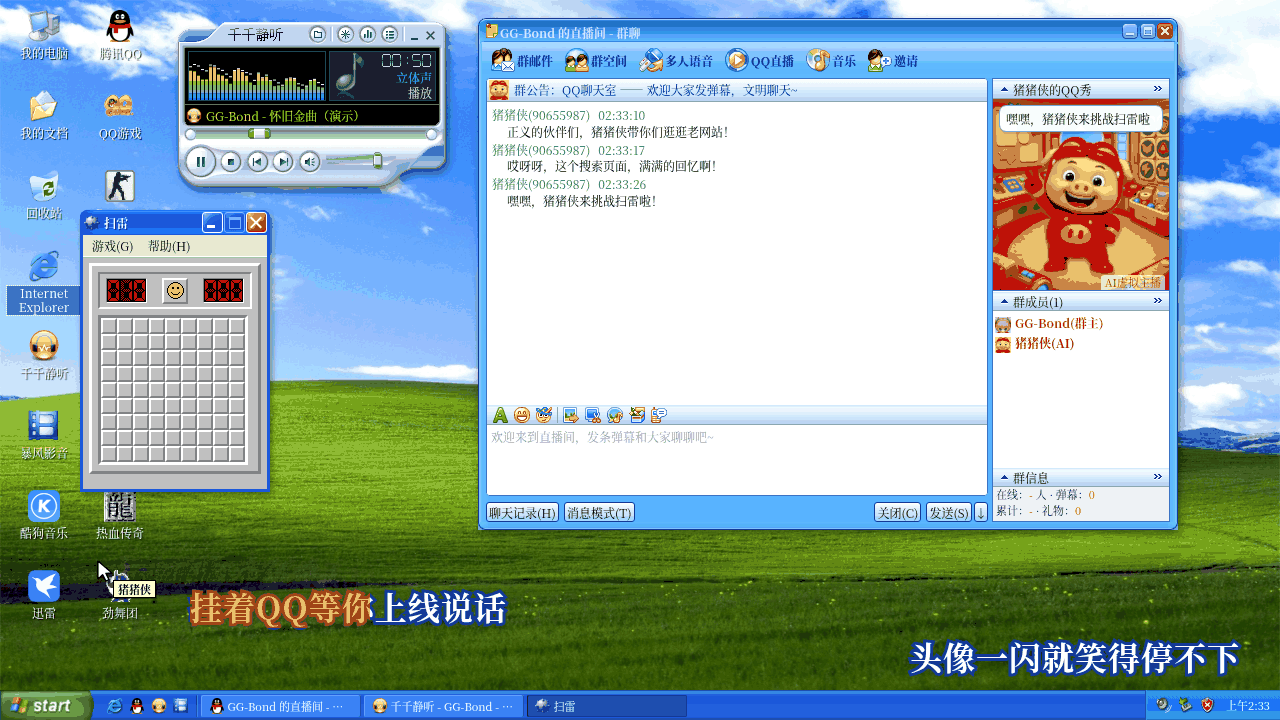 我的电脑
腾讯QQ
我的文档
QQ游戏
回收站
Internet
Explorer
千千静听
暴风影音
酷狗音乐
热血传奇
迅雷
劲舞团
猪猪侠
千千静听
00:50
立体声
播放
GG-Bond - 怀旧金曲（演示）
扫雷
游戏(G) 帮助(H)
010
000
GG-Bond 的直播间 - 群聊
群邮件 群空间 多人语音 QQ直播 音乐 邀请
群公告：QQ聊天室 —— 欢迎大家发弹幕，文明聊天~
猪猪侠(90655987) 02:33:10
正义的伙伴们，猪猪侠带你们逛逛老网站！
猪猪侠(90655987) 02:33:17
哎呀呀，这个搜索页面，满满的回忆啊！
猪猪侠(90655987) 02:33:26
嘿嘿，猪猪侠来挑战扫雷啦！
欢迎来到直播间，发条弹幕和大家聊聊吧~
聊天记录(H) 消息模式(T) 关闭(C) 发送(S) ↓
猪猪侠的QQ秀
嘿嘿，猪猪侠来挑战扫雷啦
AI虚拟主播
群成员(1)
GG-Bond(群主)
猪猪侠(AI)
群信息
在线：- 人 · 弹幕：0
累计：- · 礼物：0
挂着QQ等你上线说话
头像一闪就笑得停不下
start
GG-Bond 的直播间 - ···
千千静听 - GG-Bond - ···
扫雷
上午2:33